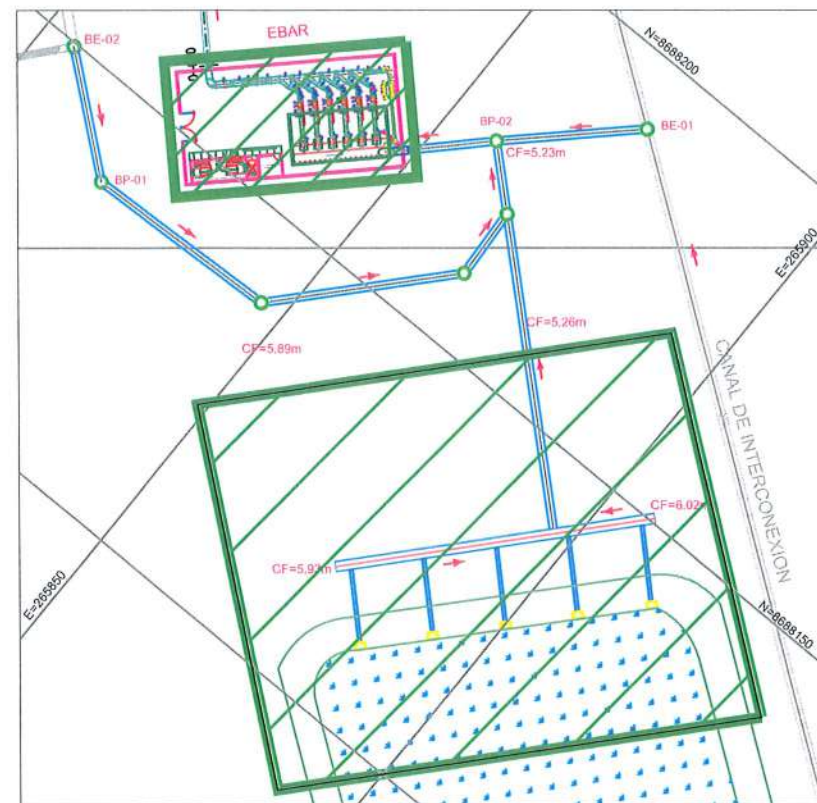 EBAR
BE-02
N=8688200
BP-02
BE-01
CF=5.23m
BP-01
E=265900
CF=5,26m
CF=5,89m
CANAL DE INTERCONEXION
CF=6.02m
CF=5,93m
E=265850
N=8688150